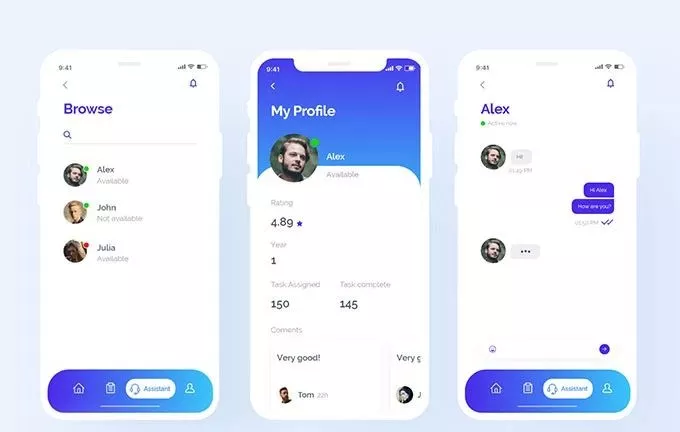 9:41
Browse
Alex
Available
John
Not available
Julia
Available
Assistant
9:41
My Profile
Alex
Available
Rating
4.89
Year
1
Task Assigned Task complete
150 145
Coments
Very good! Very g
Tom 22h J
9:41
Alex
Active now
Hi!
01:49 PM
Hi Alex
How are you?
01:50 PM
Assistant